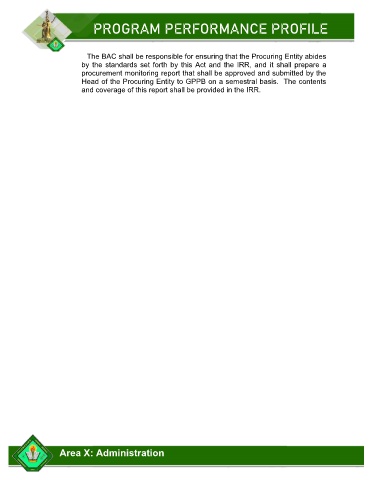 PROGRAM PERFORMANCE PROFILE
The BAC shall be responsible for ensuring that the Procuring Entity abides
by the standards set forth by this Act and the IRR, and it shall prepare a
procurement monitoring report that shall be approved and submitted by the
Head of the Procuring Entity to GPPB on a semestral basis. The contents
and coverage of this report shall be provided in the IRR.
Area X: Administration